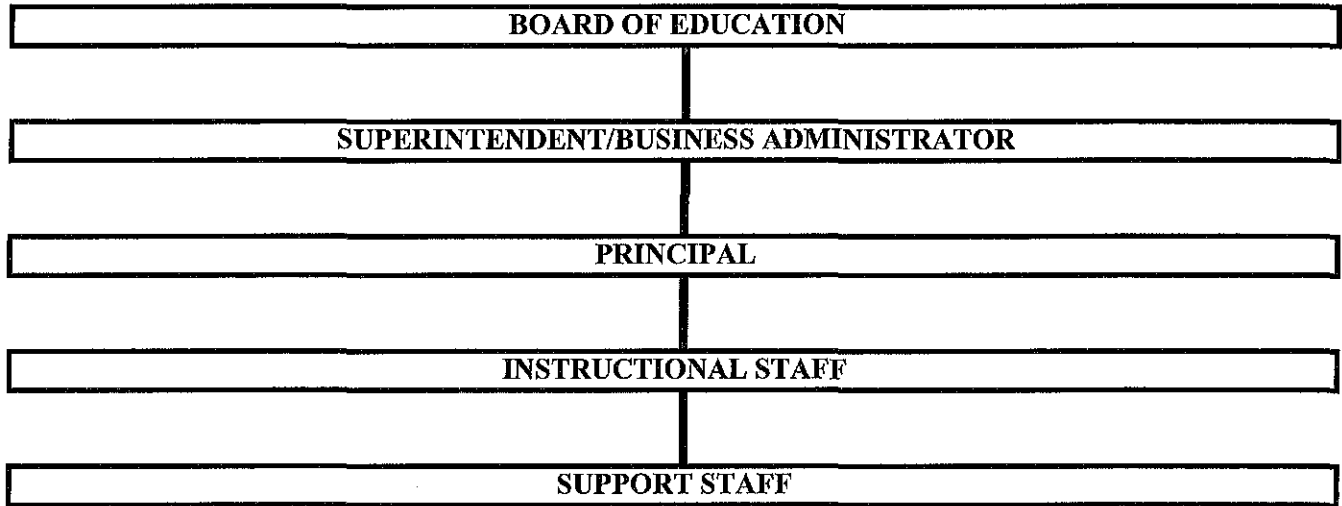 BOARD OF EDUCATION
SUPERINTENDENT/BUSINESS ADMINISTRATOR
PRINCIPAL
INSTRUCTIONAL STAFF
SUPPORT STAFF